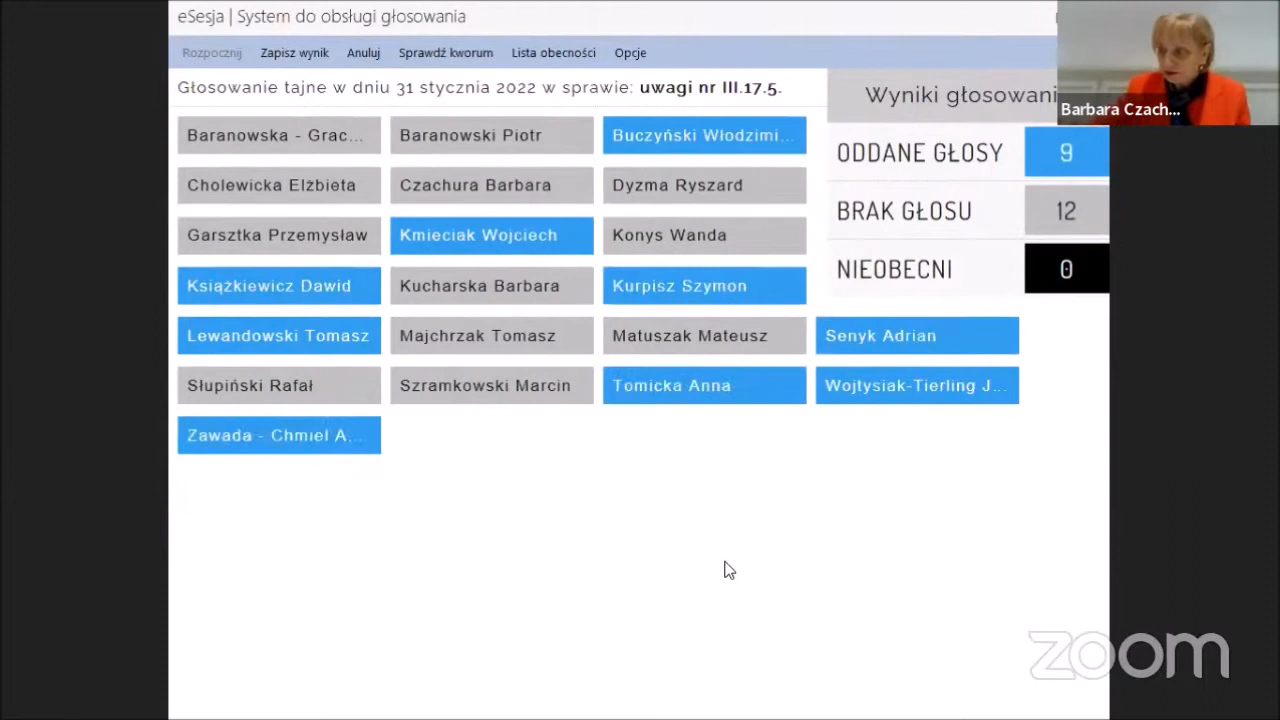 eSesja | System do obsługi głosowania
Rozpocznij Zapisz wynik Anuluj Sprawdź kworum Lista obecności Opcje
Głosowanie tajne w dniu 31 stycznia 2022 w sprawie: uwagi nr III.17.5.
Wyniki głosowani
Barbara Czach...
Baranowska - Grac... Baranowski Piotr Buczyński Włodzimi...
ODDANE GŁOSY 9
Cholewicka Elżbieta Czachura Barbara Dyzma Ryszard
BRAK GŁOSU 12
Garsztka Przemysław Kmieciak Wojciech Konys Wanda
NIEOBECNI 0
Książkiewicz Dawid Kucharska Barbara Kurpisz Szymon
Lewandowski Tomasz Majchrzak Tomasz Matuszak Mateusz Senyk Adrian
Słupiński Rafał Szramkowski Marcin Tomicka Anna Wojtysiak-Tierling J...
Zawada - Chmiel A...
zoom